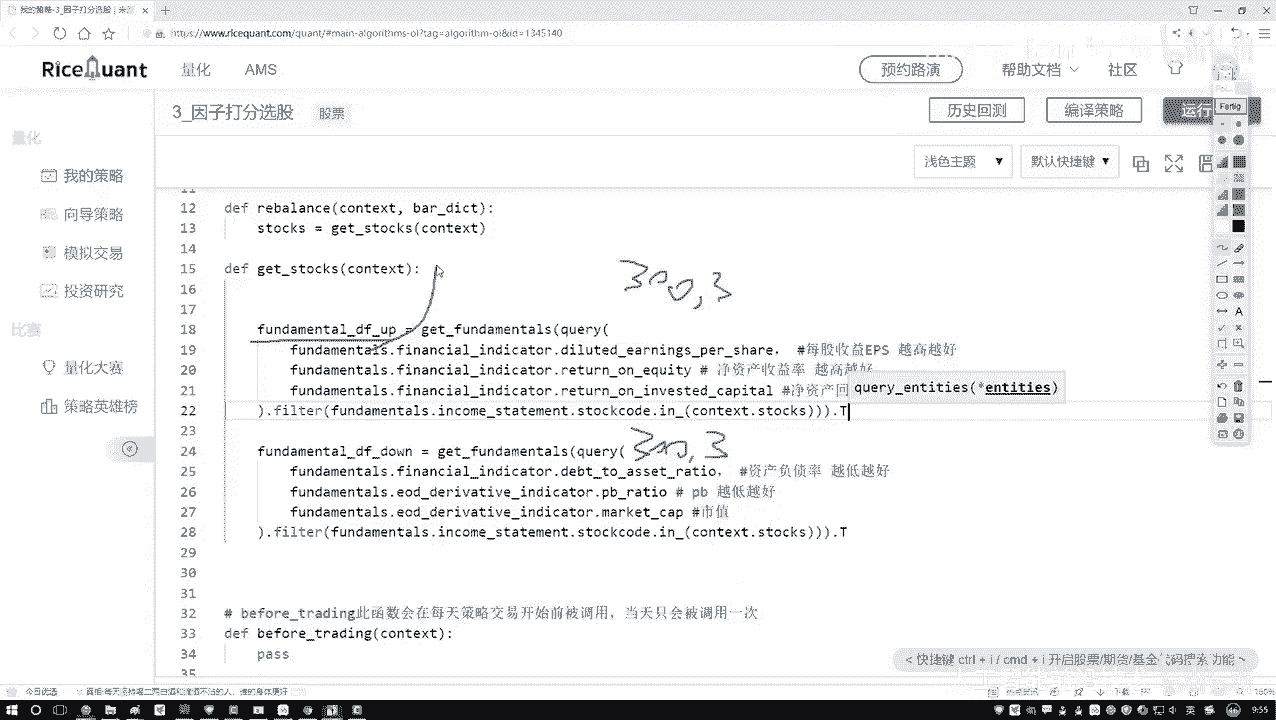 我的策略-3_因子打分选股 | 米
https://www.ricequant.com/quant/#main-algorithms-ol?tag=algorithm-ol&id=1345140
RiceQuant 量化 AMS 预约路演 帮助文档 社区
3_因子打分选股 股票 历史回测 编译策略 运行
Fertig
量化
我的策略
向导策略
模拟交易
投资研究
比赛
量化大赛
策略英雄榜
浅色主题 ▼ 默认快捷键 ▼
11
12 def rebalance(context, bar_dict):
13 stocks = get_stocks(context)
14
15 def get_stocks(context):
16
300,3
17
18 fundamental_df_up = get_fundamentals(query(
19 fundamentals.financial_indicator.diluted_earnings_per_share, #每股收益EPS 越高越好
20 fundamentals.financial_indicator.return_on_equity # 净资产收益率 越高越好
21 fundamentals.financial_indicator.return_on_invested_capital #净资产回
query_entities(*entities)
22 ).filter(fundamentals.income_statement.stockcode.in_(context.stocks))).T
23
24 fundamental_df_down = get_fundamentals(query( 300,3
25 fundamentals.financial_indicator.debt_to_asset_ratio, #资产负债率 越低越好
26 fundamentals.eod_derivative_indicator.pb_ratio # pb 越低越好
27 fundamentals.eod_derivative_indicator.market_cap #市值
28 ).filter(fundamentals.income_statement.stockcode.in_(context.stocks))).T
29
30
31
32 # before_trading此函数会在每天策略交易开始前被调用，当天只会被调用一次
33 def before_trading(context):
34 pass
35
< 快捷键 ctrl + i / cmd + i 开启股票/期货/基金
今日优选
160%
英 9:55